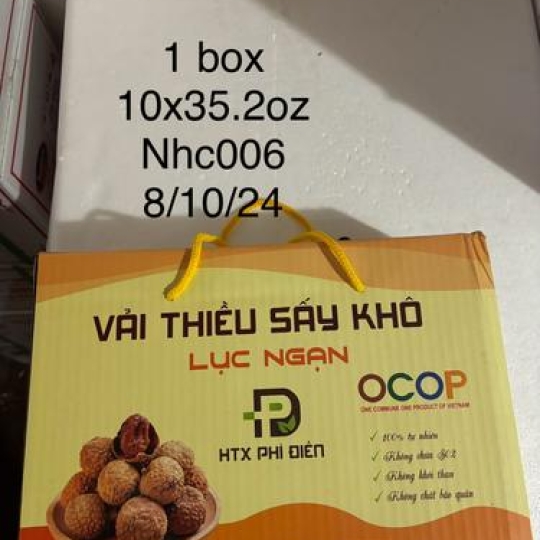 1 box
10x35.2oz
Nhc006
8/10/24
VẢI THIỀU SẤY KHÔ
LỤC NGẠN
HTX PHÌ ĐIỀN
OCOP
ONE COMMUNE ONE PRODUCT OF VIETNAM
100% tự nhiên
Không chứa SO2
Không khói than
Không chất bảo quản